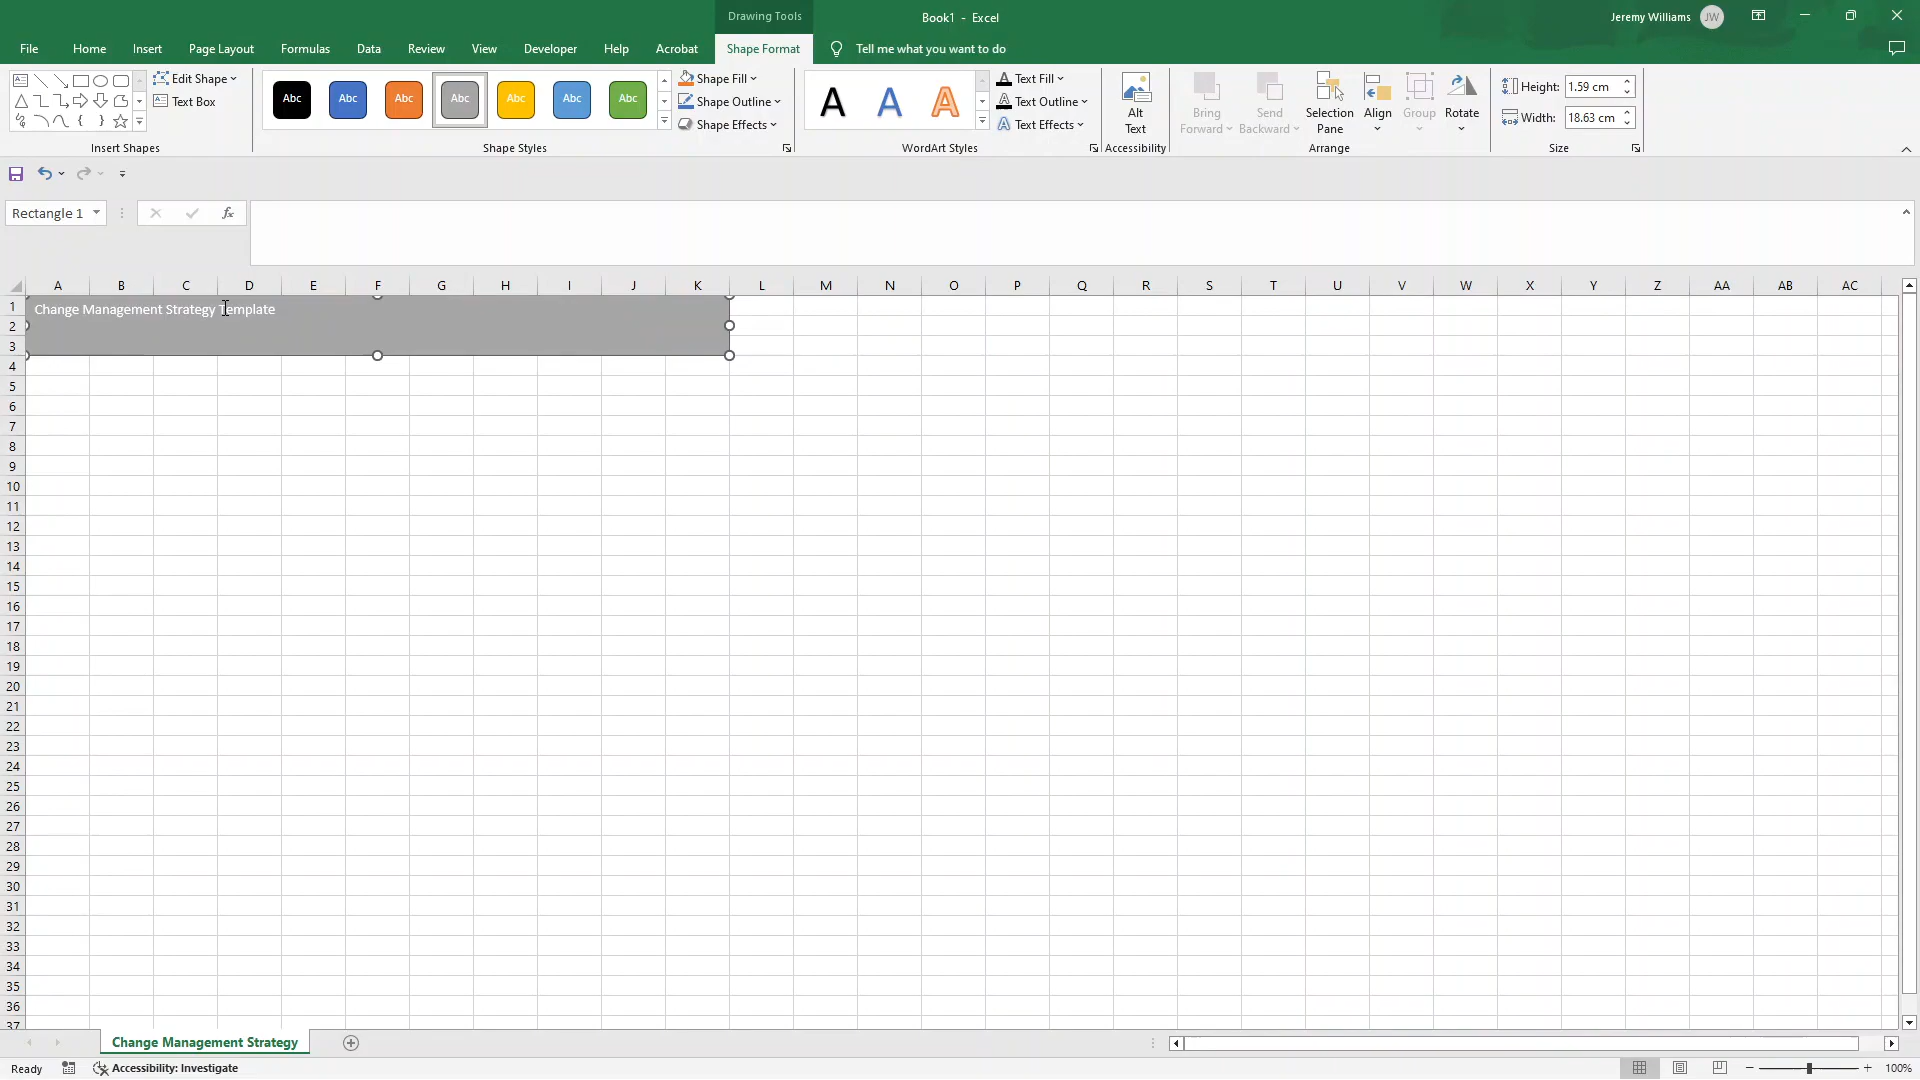 Drawing Tools
Book1 - Excel
Jeremy Williams JW
File Home Insert Page Layout Formulas Data Review View Developer Help Acrobat Shape Format Tell me what you want to do
Edit Shape
Text Box
Insert Shapes
Abc Abc Abc Abc Abc Abc Abc
Shape Fill
Shape Outline
Shape Effects
Shape Styles
A A A
Text Fill
Text Outline
Text Effects
WordArt Styles
Alt Text
Accessibility
Bring Forward
Send Backward
Selection Pane
Align
Group
Rotate
Arrange
Height: 1.59 cm
Width: 18.63 cm
Size
Rectangle 1
fx
A B C D E F G H I J K L M N O P Q R S T U V W X Y Z AA AB AC
1 Change Management Strategy Template
2
3
4
5
6
7
8
9
10
11
12
13
14
15
16
17
18
19
20
21
22
23
24
25
26
27
28
29
30
31
32
33
34
35
36
37
Change Management Strategy
Ready Accessibility: Investigate 100%